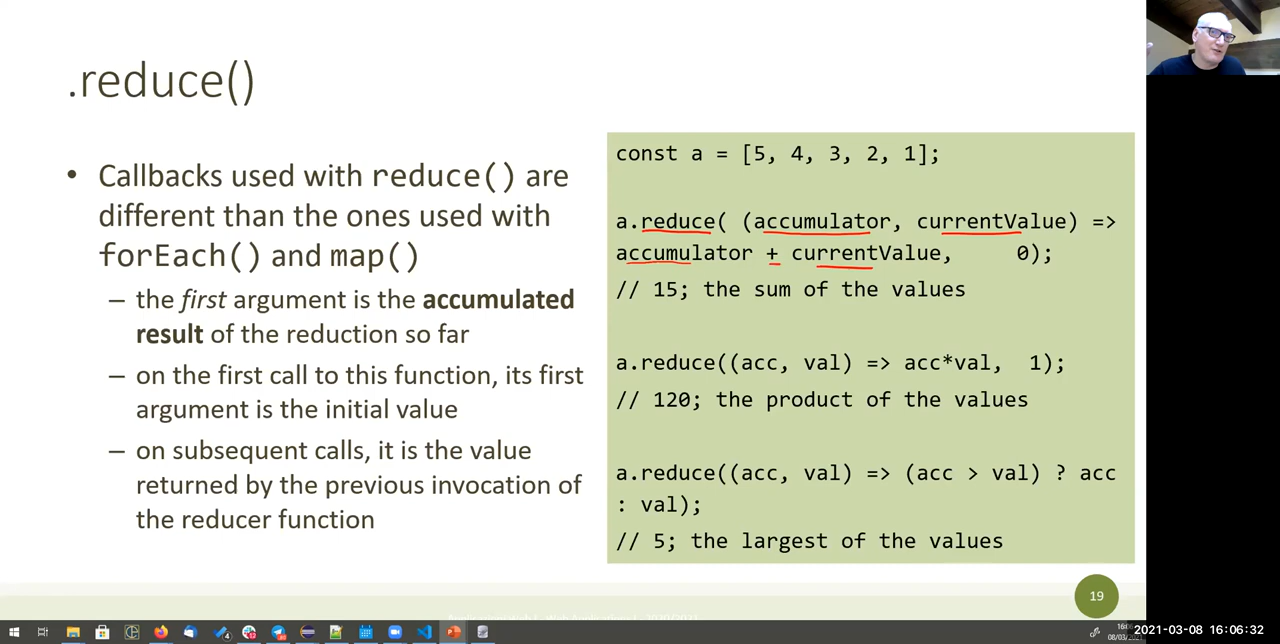 .reduce()
• Callbacks used with reduce() are
different than the ones used with
forEach() and map()
– the first argument is the accumulated
result of the reduction so far
– on the first call to this function, its first
argument is the initial value
– on subsequent calls, it is the value
returned by the previous invocation of
the reducer function
const a = [5, 4, 3, 2, 1];
a.reduce( (accumulator, currentValue) =>
accumulator + currentValue, 0);
// 15; the sum of the values
a.reduce((acc, val) => acc*val, 1);
// 120; the product of the values
a.reduce((acc, val) => (acc > val) ? acc
: val);
// 5; the largest of the values
19
08/03/2021
2021-03-08 16:06:32